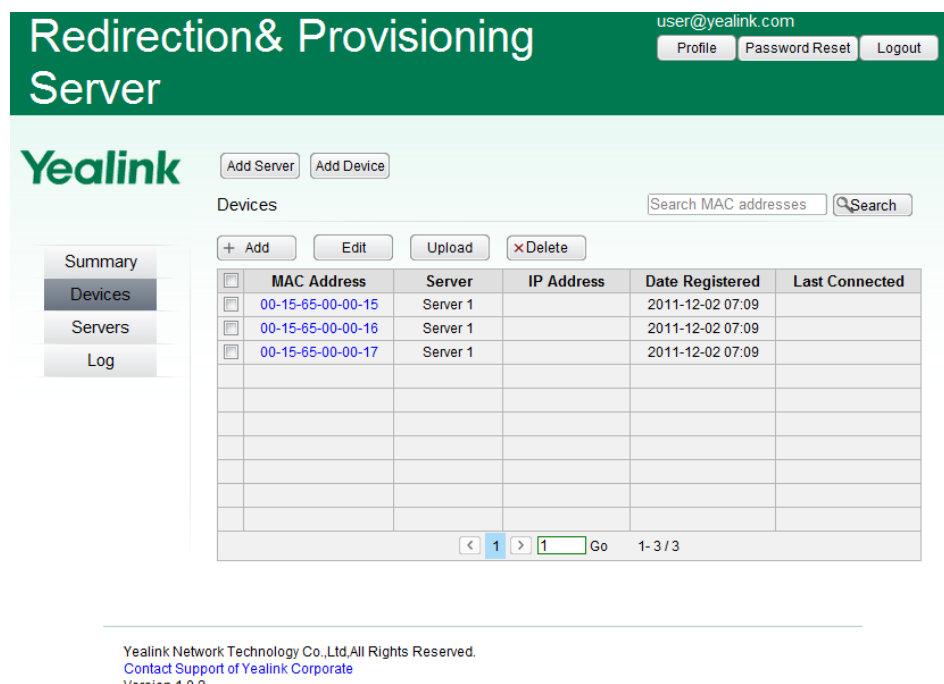 Redirection& Provisioning
Server
user@yealink.com
Profile Password Reset Logout
Yealink
Add Server Add Device
Devices
Search MAC addresses Search
+ Add Edit Upload ×Delete
Summary
Devices
Servers
Log
MAC Address Server IP Address Date Registered Last Connected
00-15-65-00-00-15 Server 1 2011-12-02 07:09
00-15-65-00-00-16 Server 1 2011-12-02 07:09
00-15-65-00-00-17 Server 1 2011-12-02 07:09
< 1 > 1 Go 1- 3 / 3
Yealink Network Technology Co.,Ltd,All Rights Reserved.
Contact Support of Yealink Corporate
Version